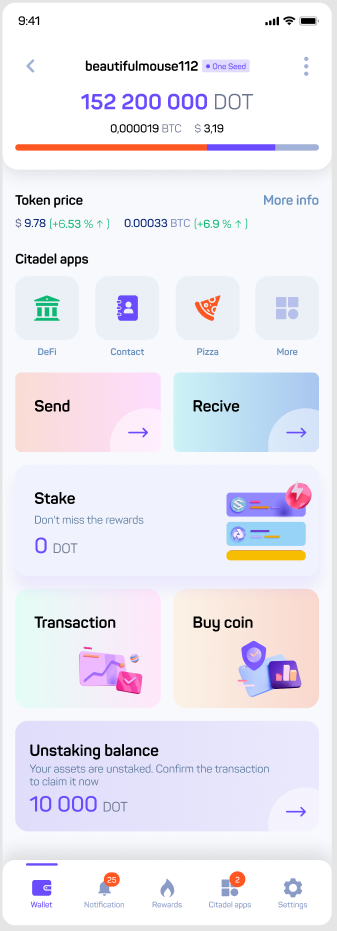 9:41
beautifulmouse112 One Seed
152 200 000 DOT
0,000019 BTC $ 3,19
Token price More info
$ 9.78 (+6.53 % ↑ ) 0.00033 BTC (+6.9 % ↑ )
Citadel apps
DeFi Contact Pizza More
Send Recive
Stake
Don't miss the rewards
0 DOT
Transaction Buy coin
Unstaking balance
Your assets are unstaked. Confirm the transaction
to claim it now
10 000 DOT
25 2
Wallet Notification Rewards Citadel apps Settings